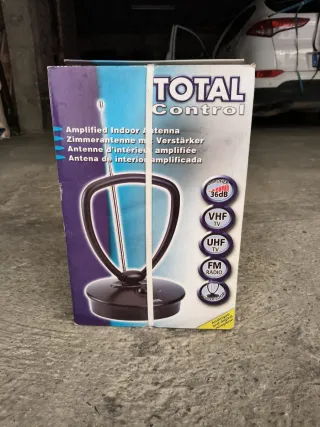 TOTAL
Control
Amplified Indoor Antenna
Zimmerantenne mit Verstärker
Antenne d'intérieur amplifiée
Antena de interior amplificada
36dB
VHF
TV
UHF
TV
FM
RADIO